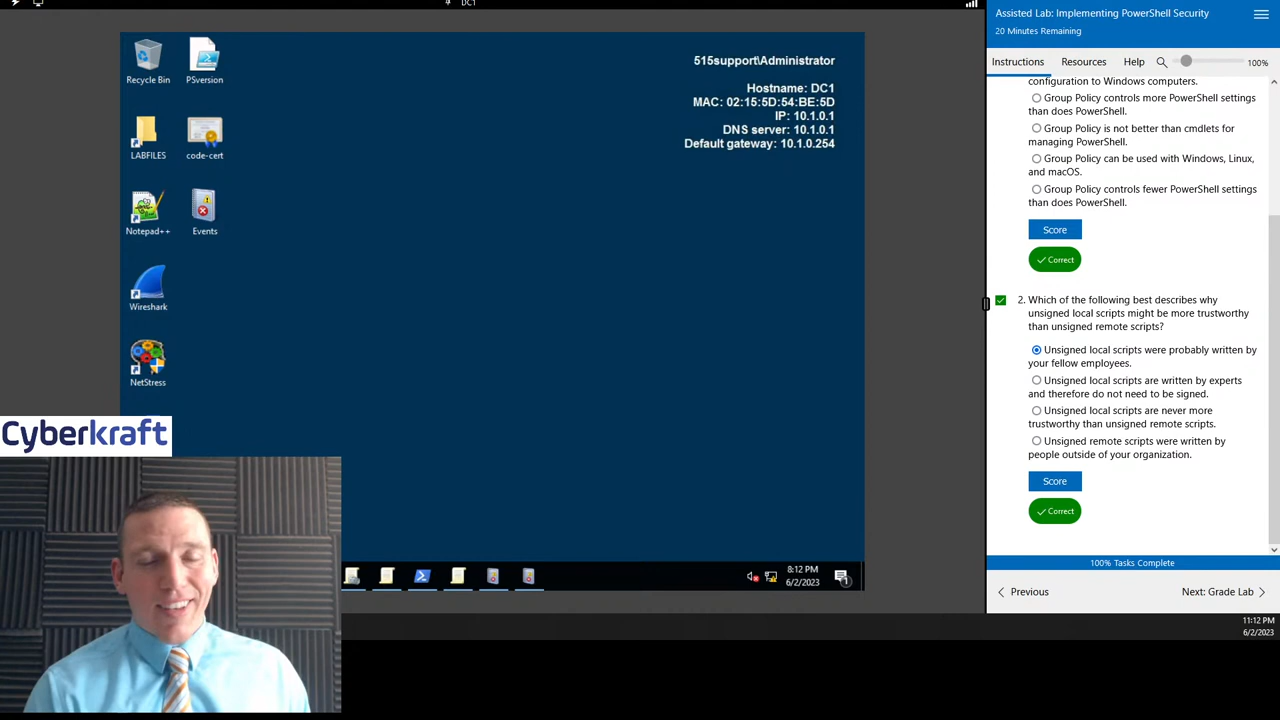 DC1
Recycle Bin
PSversion
LABFILES
code-cert
Notepad++
Events
Wireshark
NetStress
515support\Administrator
Hostname: DC1
MAC: 02:15:5D:54:BE:5D
IP: 10.1.0.1
DNS server: 10.1.0.1
Default gateway: 10.1.0.254
Cyberkraft
8:12 PM
6/2/2023
1
Assisted Lab: Implementing PowerShell Security
20 Minutes Remaining
Instructions
Resources
Help
100%
configuration to Windows computers.
Group Policy controls more PowerShell settings
than does PowerShell.
Group Policy is not better than cmdlets for
managing PowerShell.
Group Policy can be used with Windows, Linux,
and macOS.
Group Policy controls fewer PowerShell settings
than does PowerShell.
Score
Correct
2. Which of the following best describes why
unsigned local scripts might be more trustworthy
than unsigned remote scripts?
Unsigned local scripts were probably written by
your fellow employees.
Unsigned local scripts are written by experts
and therefore do not need to be signed.
Unsigned local scripts are never more
trustworthy than unsigned remote scripts.
Unsigned remote scripts were written by
people outside of your organization.
Score
Correct
100% Tasks Complete
Previous
Next: Grade Lab
11:12 PM
6/2/2023